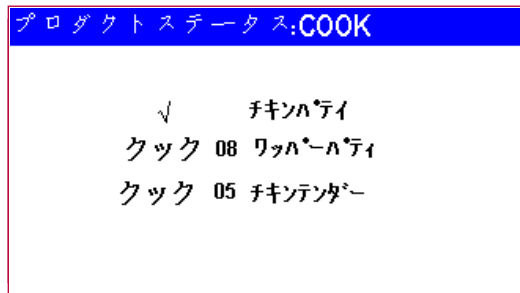 プロダクトステータス:COOK
√ チキンパティ
クック 08 ワッパーパティ
クック 05 チキンテンダー